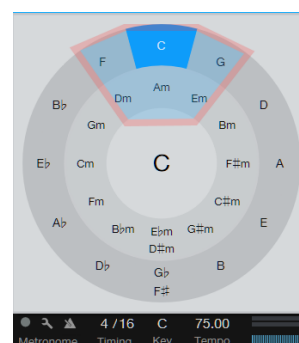 C
F G
Dm Am Em
B♭ D
Gm Bm
E♭ Cm C F♯m A
Fm C♯m
A♭ E
B♭m E♭m G♯m
D♯m
D♭ G♭ B
F♯
4 / 16 C 75.00
Metronome Timing Key Tempo